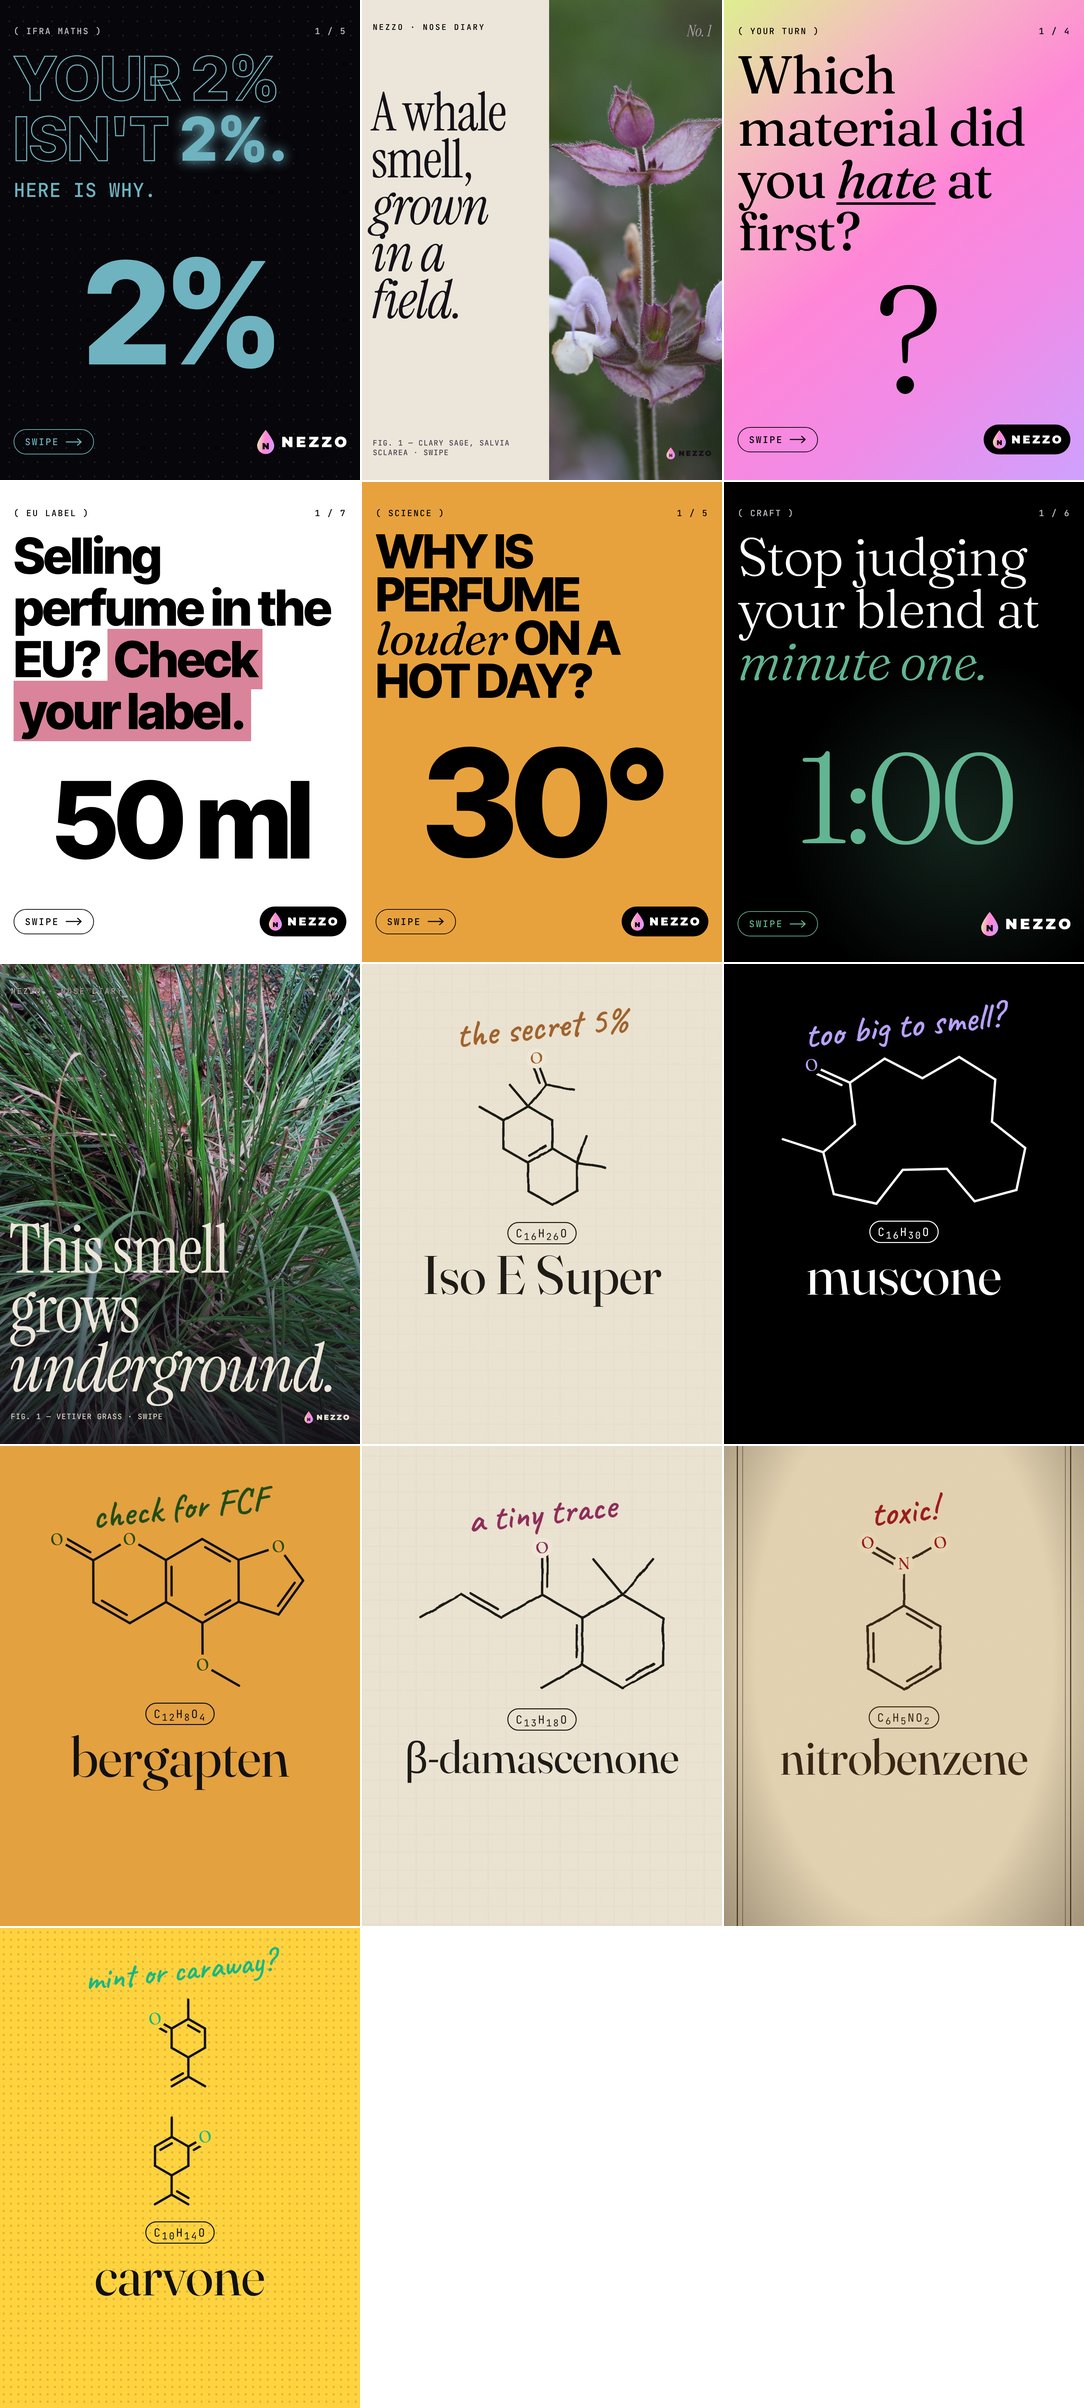 ( IFRA MATHS )
1 / 5
YOUR 2%
ISN'T 2%.
HERE IS WHY.
2%
SWIPE
N NEZZO
NEZZO · NOSE DIARY
No. 1
A whale
smell,
grown
in a
field.
FIG. 1 — CLARY SAGE, SALVIA
SCLAREA · SWIPE
NEZZO
( YOUR TURN )
1 / 4
Which
material did
you hate at
first?
?
SWIPE
N NEZZO
( EU LABEL )
1 / 7
Selling
perfume in the
EU? Check
your label.
50 ml
SWIPE
N NEZZO
( SCIENCE )
1 / 5
WHY IS
PERFUME
louder ON A
HOT DAY?
30°
SWIPE
N NEZZO
( CRAFT )
1 / 6
Stop judging
your blend at
minute one.
1:00
SWIPE
N NEZZO
NEZZO · NOSE DIARY
This smell
grows
underground.
FIG. 1 — VETIVER GRASS · SWIPE
NEZZO
the secret 5%
O
C16H26O
Iso E Super
too big to smell?
O
C16H30O
muscone
check for FCF
O
O
O
O
C12H8O4
bergapten
a tiny trace
O
C13H18O
β-damascenone
toxic!
O
O
N
C6H5NO2
nitrobenzene
mint or caraway?
O
O
C10H14O
carvone